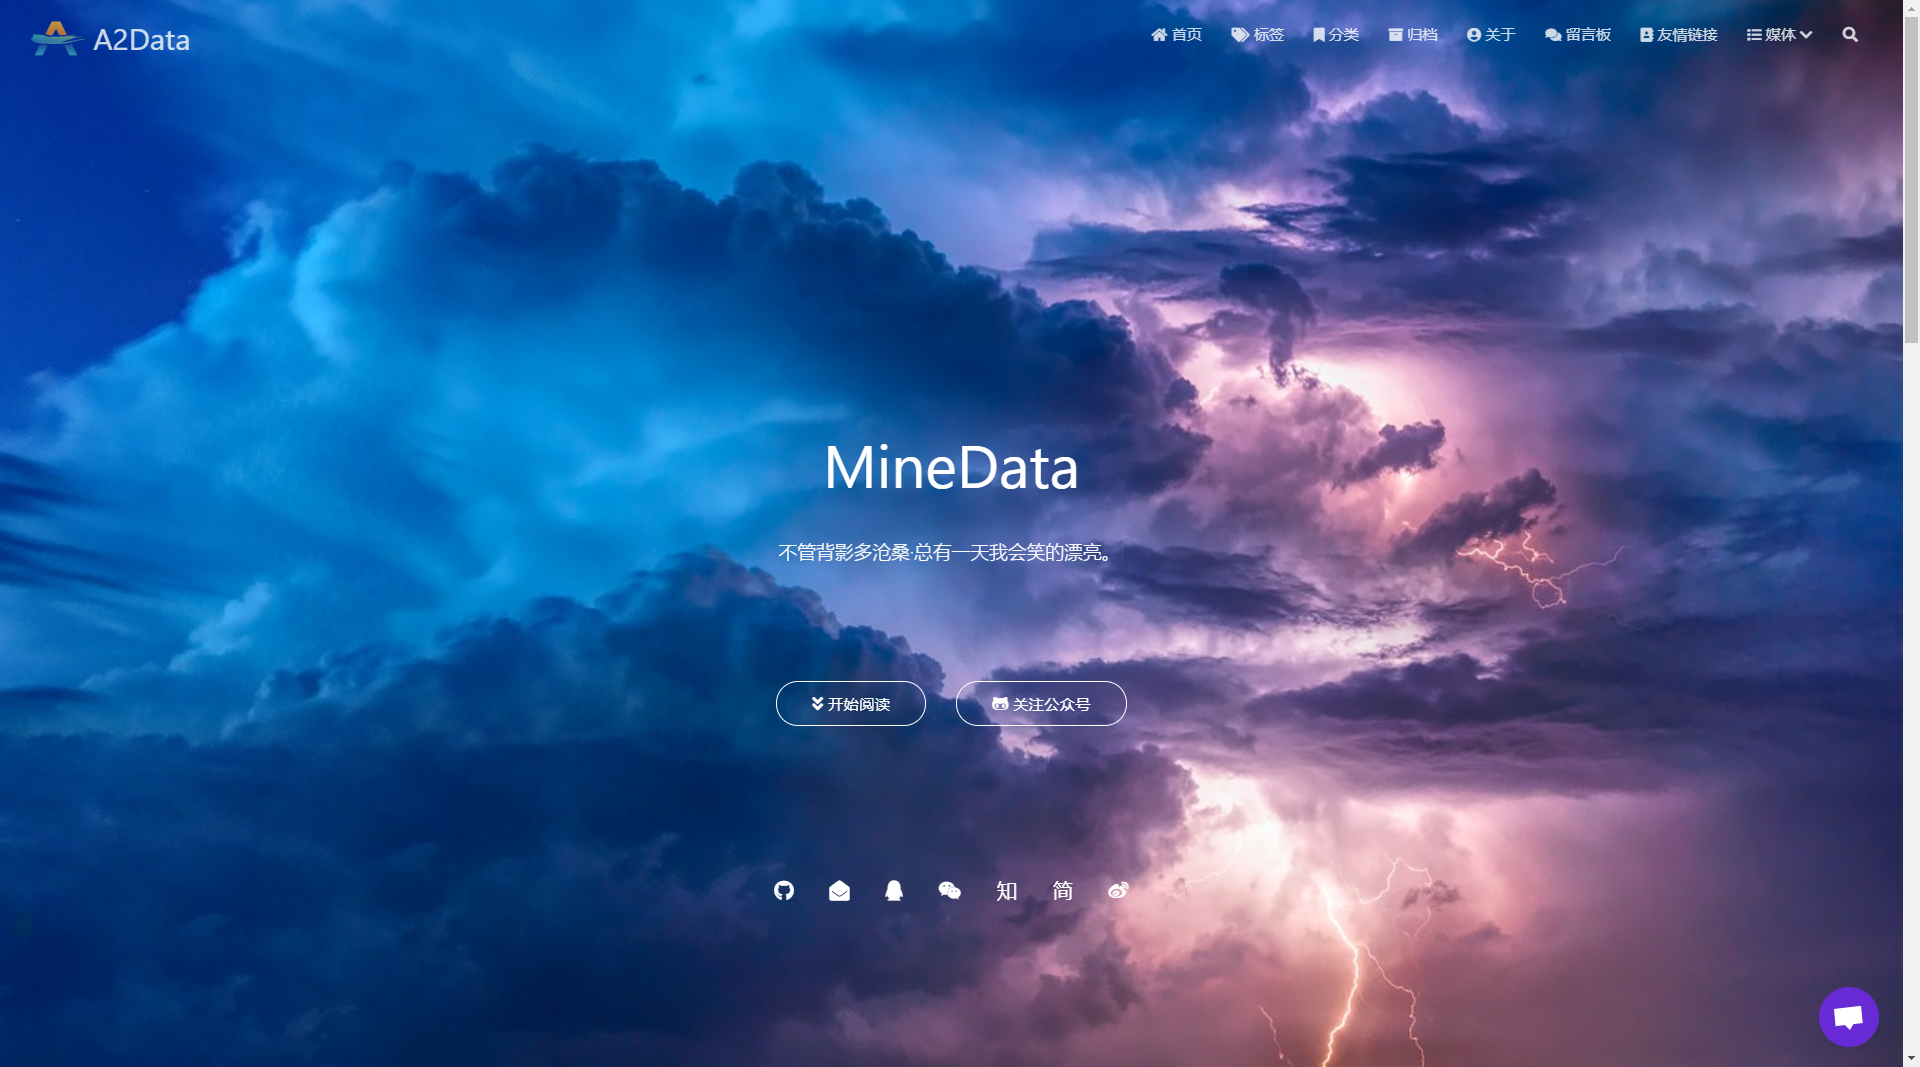 A2Data
首页
标签
分类
归档
关于
留言板
友情链接
媒体
MineData
不管背影多沧桑·总有一天我会笑的漂亮。
开始阅读
关注公众号
知
简